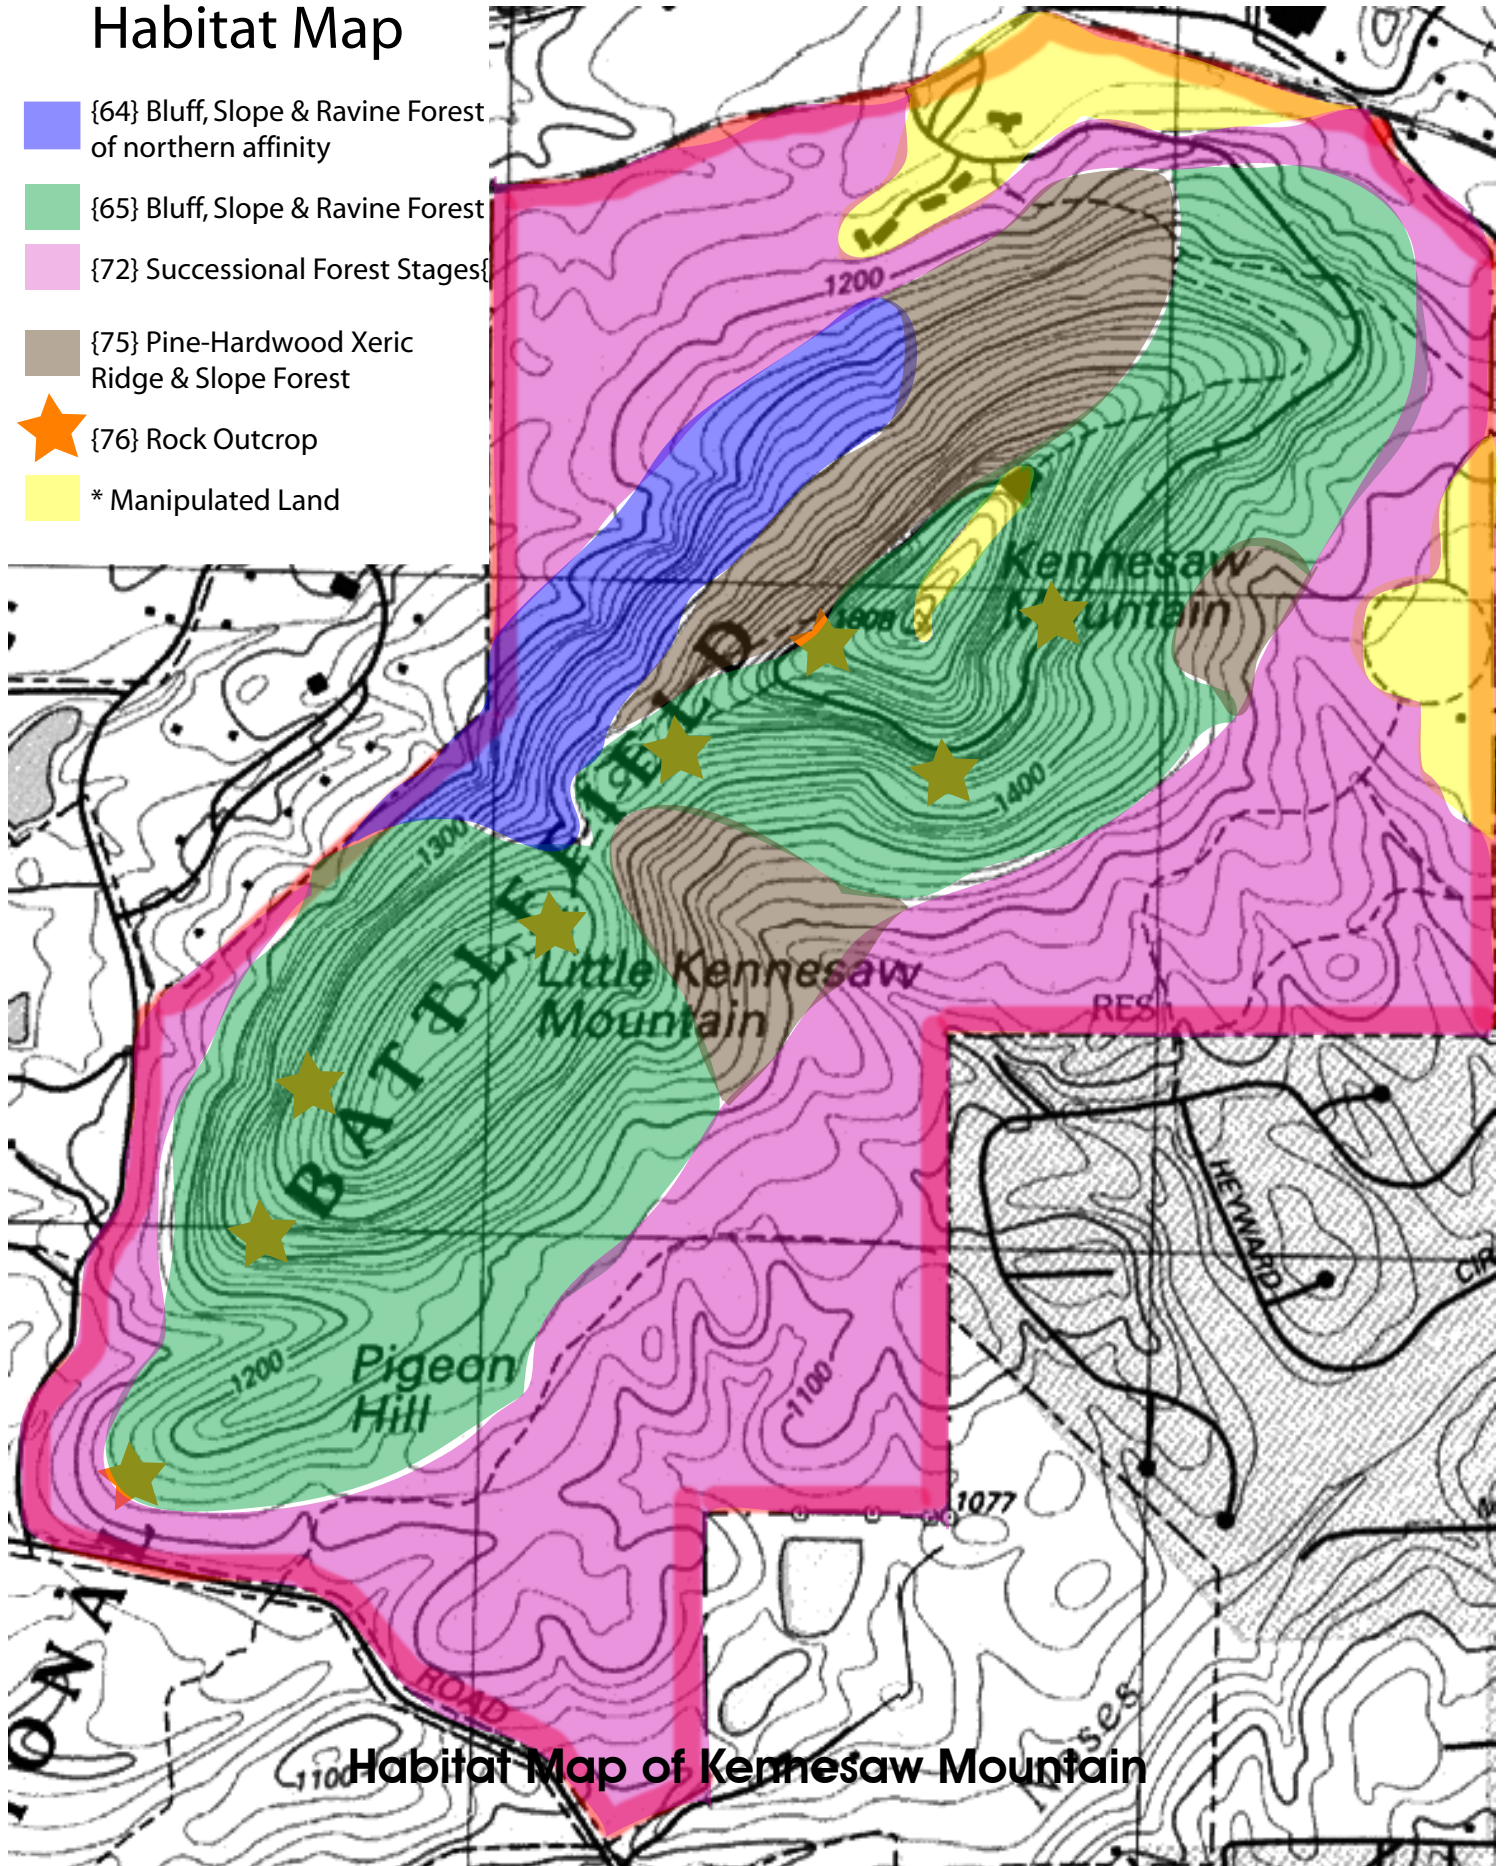 Habitat Map
{64} Bluff, Slope & Ravine Forest
of northern affinity
{65} Bluff, Slope & Ravine Forest
{72} Successional Forest Stages{
{75} Pine-Hardwood Xeric
Ridge & Slope Forest
{76} Rock Outcrop
* Manipulated Land
1200
Kennesaw
Mountain
1808
1400
1300
BATTLEFIELD
Little Kennesaw
Mountain
RES
HEYWARD
CIR
Pigeon
Hill
1200
1100
1077
ROAD
ONA
1100
Noses
Habitat Map of Kennesaw Mountain